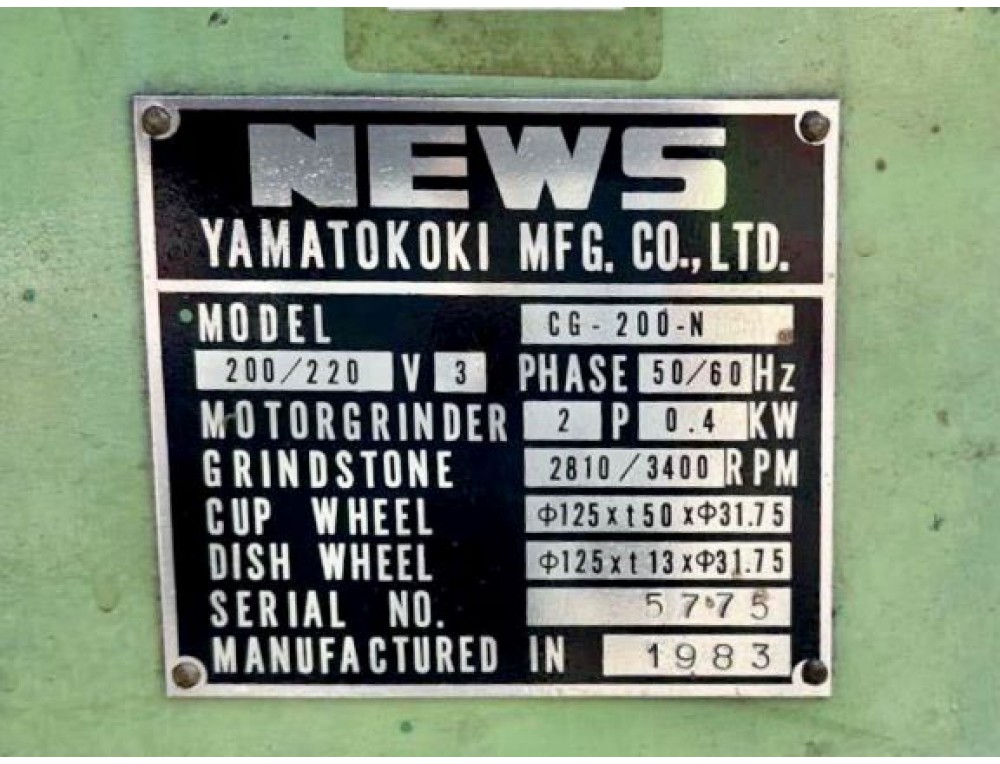 NEWS
YAMATOKOKI MFG. CO., LTD.
MODEL CG-200-N
200/220 V 3 PHASE 50/60 Hz
MOTORGRINDER 2 P 0.4 KW
GRINDSTONE 2810/3400 RPM
CUP WHEEL Φ125xt50xΦ31.75
DISH WHEEL Φ125xt13xΦ31.75
SERIAL NO. 5775
MANUFACTURED IN 1983